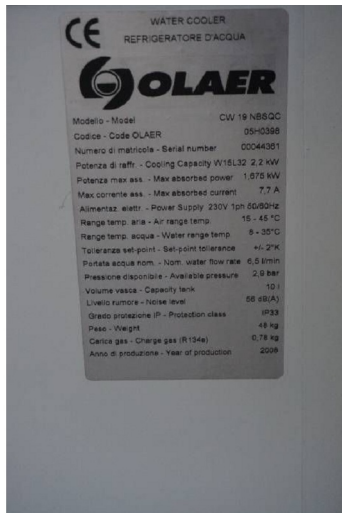 CE WATER COOLER
REFRIGERATORE D'ACQUA
OLAER
Modello - Model CW 19 NBSQC
Codice - Code OLAER 05H0398
Numero di matricola - Serial number 00044361
Potenza di raffr. - Cooling Capacity W15L32 2,2 kW
Potenza max ass. - Max absorbed power 1,675 kW
Max corrente ass. - Max absorbed current 7,7 A
Alimentaz. elettr. - Power Supply 230V 1ph 50/60Hz
Range temp. aria - Air range temp. 15 - 45 °C
Range temp. acqua - Water range temp. 8 - 35°C
Tolleranza set-point - Set-point tollerance +/- 2°K
Portata acqua nom. - Nom. water flow rate 6,5 l/min
Pressione disponibile - Available pressure 2,9 bar
Volume vasca - Capacity tank 10 l
Livello rumore - Noise level 56 dB(A)
Grado protezione IP - Protection class IP33
Peso - Weight 48 kg
Carica gas - Charge gas (R134a) 0,78 kg
Anno di produzione - Year of production